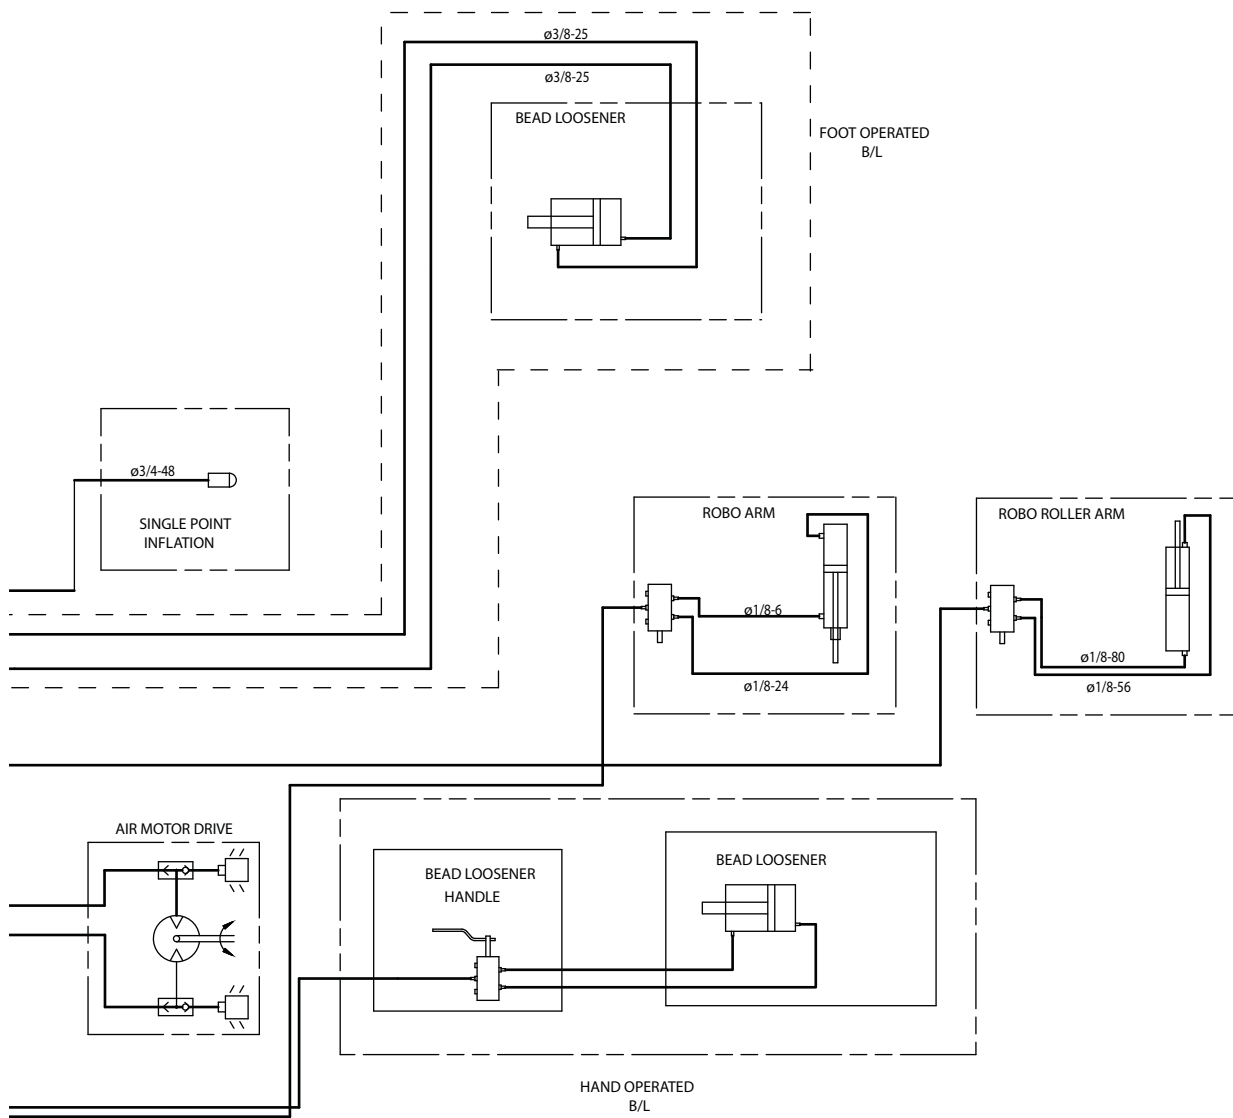 ø3/8-25
ø3/8-25
BEAD LOOSENER
FOOT OPERATED
B/L
ø3/4-48
SINGLE POINT
INFLATION
ROBO ARM
ø1/8-6
ø1/8-24
ROBO ROLLER ARM
ø1/8-80
ø1/8-56
AIR MOTOR DRIVE
BEAD LOOSENER
HANDLE
BEAD LOOSENER
HAND OPERATED
B/L